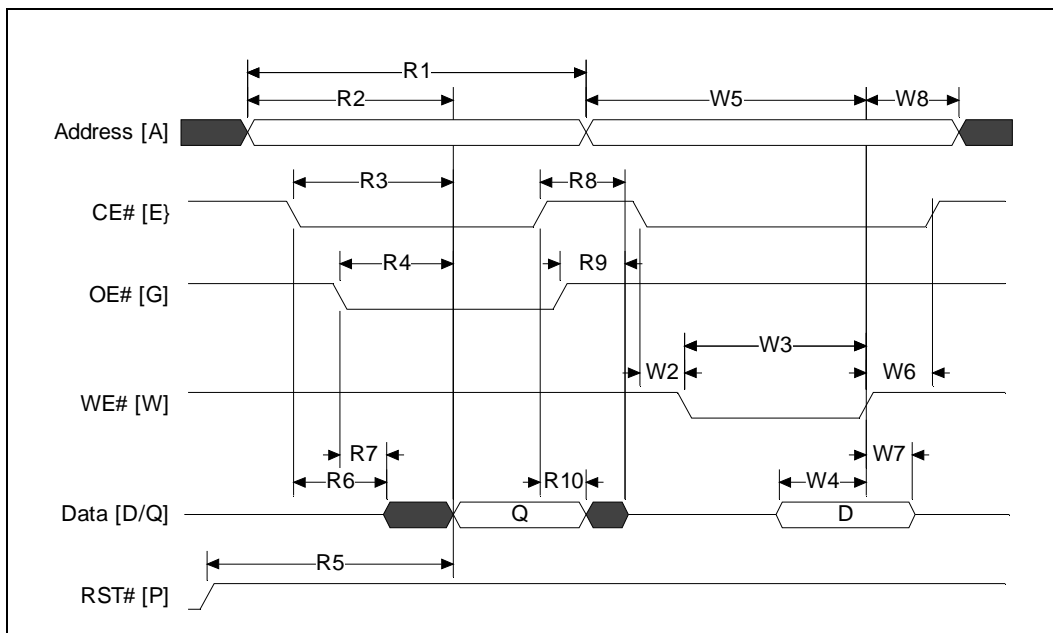 R1
R2
W5
W8
Address [A]
R3
R8
CE# [E}
R4
R9
OE# [G]
W3
W2
W6
WE# [W]
R7
W7
R6
R10
W4
Data [D/Q]
Q
D
R5
RST# [P]